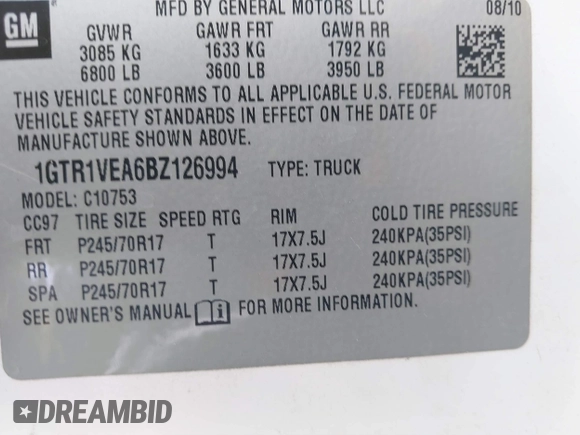 MFD BY GENERAL MOTORS LLC 08/10
GM
GVWR GAWR FRT GAWR RR
3085 KG 1633 KG 1792 KG
6800 LB 3600 LB 3950 LB
THIS VEHICLE CONFORMS TO ALL APPLICABLE U.S. FEDERAL MOTOR
VEHICLE SAFETY STANDARDS IN EFFECT ON THE DATE OF
MANUFACTURE SHOWN ABOVE.
1GTR1VEA6BZ126994 TYPE: TRUCK
MODEL: C10753
CC97 TIRE SIZE SPEED RTG RIM COLD TIRE PRESSURE
FRT P245/70R17 T 17X7.5J 240KPA(35PSI)
RR P245/70R17 T 17X7.5J 240KPA(35PSI)
SPA P245/70R17 T 17X7.5J 240KPA(35PSI)
SEE OWNER'S MANUAL i FOR MORE INFORMATION.
DREAMBID